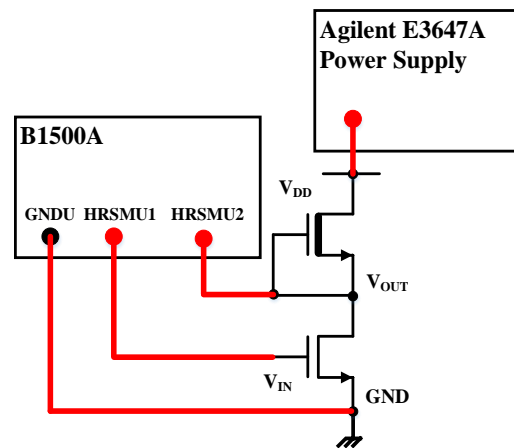 Agilent E3647A
Power Supply
B1500A
GNDU HRSMU1 HRSMU2
VDD
VOUT
VIN
GND